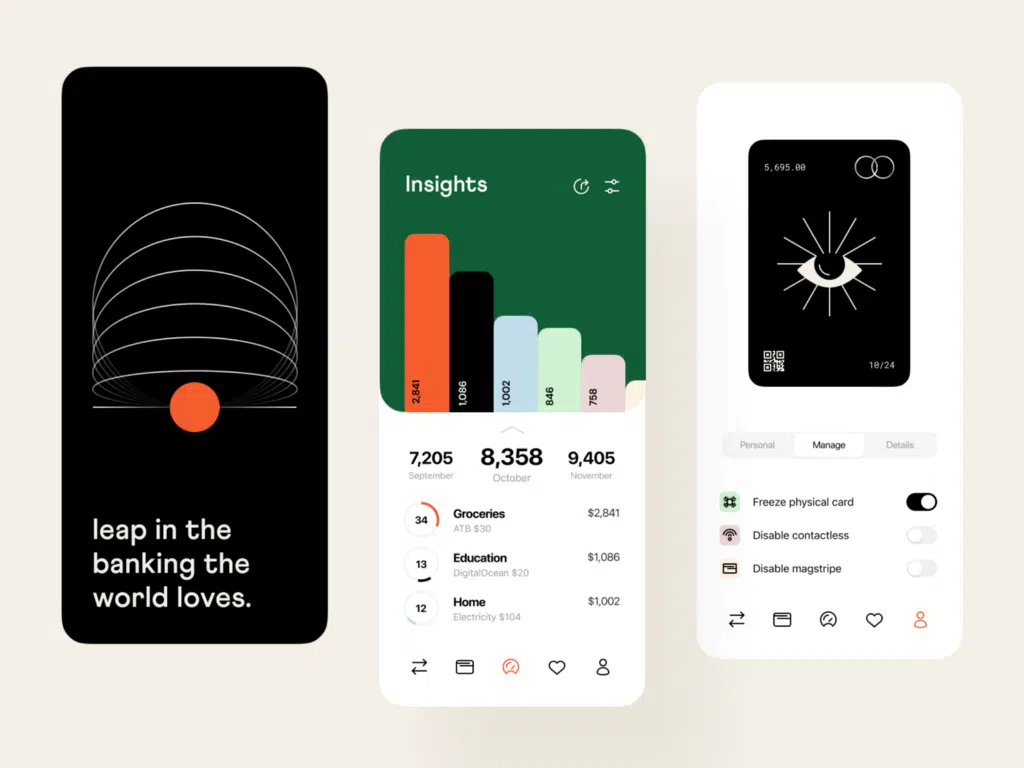 leap in the
banking the
world loves.
Insights
2,841
1,086
1,002
846
758
7,205
September
8,358
October
9,405
November
34
Groceries
ATB $30
$2,841
13
Education
DigitalOcean $20
$1,086
12
Home
Electricity $104
$1,002
5,695.00
10/24
Personal
Manage
Details
Freeze physical card
Disable contactless
Disable magstripe